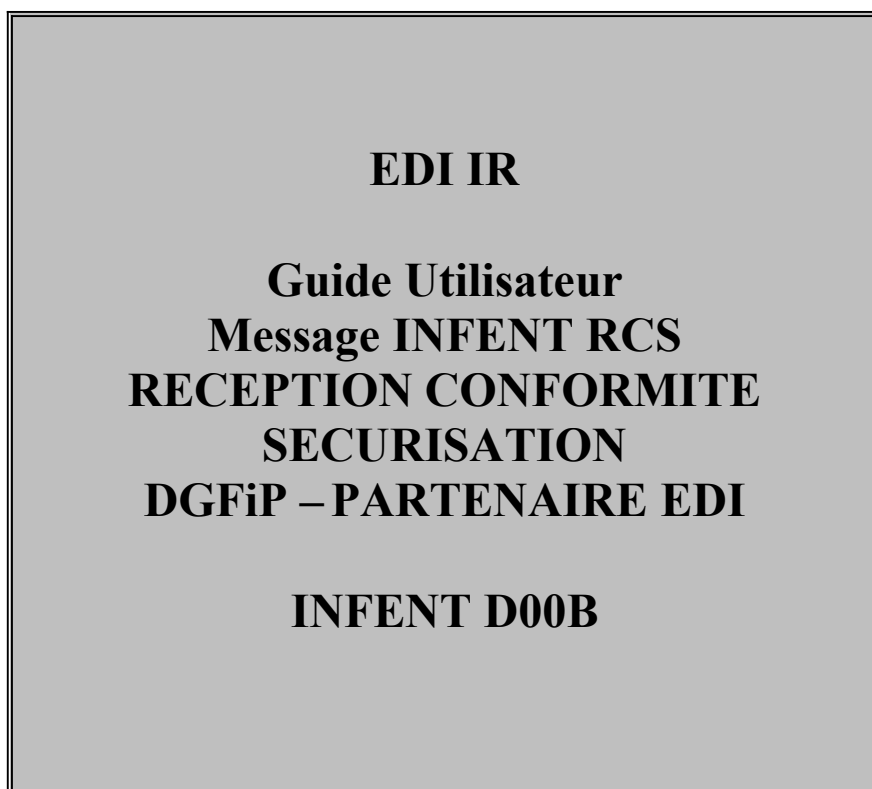 EDI IR
Guide Utilisateur
Message INFENT RCS
RECEPTION CONFORMITE
SECURISATION
DGFiP – PARTENAIRE EDI
INFENT D00B